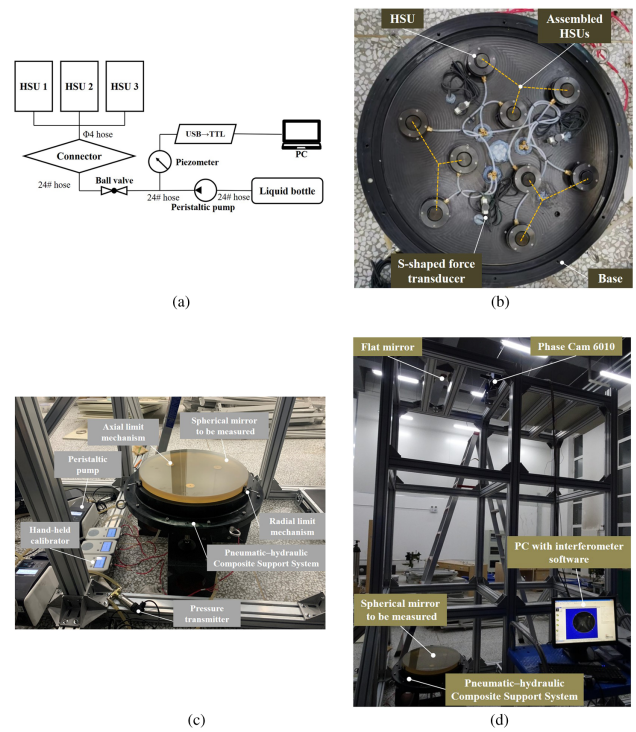 HSU 1 HSU 2 HSU 3
Φ4 hose
USB→TTL
PC
Connector
Piezometer
24# hose
Ball valve
24# hose
Peristaltic pump
24# hose
Liquid bottle
(a)
HSU
Assembled
HSUs
S-shaped force
transducer
Base
(b)
Axial limit
mechanism
Spherical mirror
to be measured
Peristaltic
pump
Hand-held
calibrator
Radial limit
mechanism
Pneumatic–hydraulic
Composite Support System
Pressure
transmitter
(c)
Flat mirror
Phase Cam 6010
PC with interferometer
software
Spherical mirror
to be measured
Pneumatic–hydraulic
Composite Support System
(d)